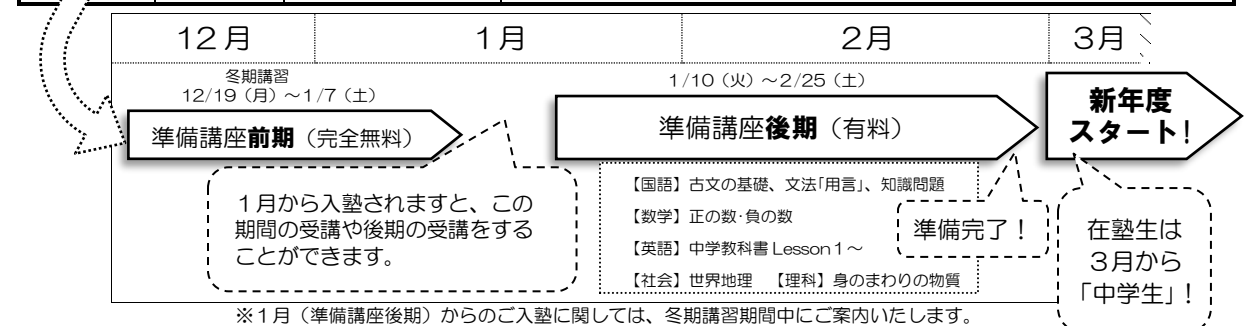 12月
1月
2月
3月
冬期講習
12/19（月）～1/7（土）
1/10（火）～2/25（土）
準備講座前期（完全無料）
準備講座後期（有料）
新年度
スタート！
１月から入塾されますと、この
期間の受講や後期の受講をする
ことができます。
【国語】古文の基礎、文法「用言」、知識問題
【数学】正の数・負の数
【英語】中学教科書 Lesson１～
【社会】世界地理　【理科】身のまわりの物質
準備完了！
在塾生は
３月から
「中学生」！
※１月（準備講座後期）からのご入塾に関しては、冬期講習期間中にご案内いたします。